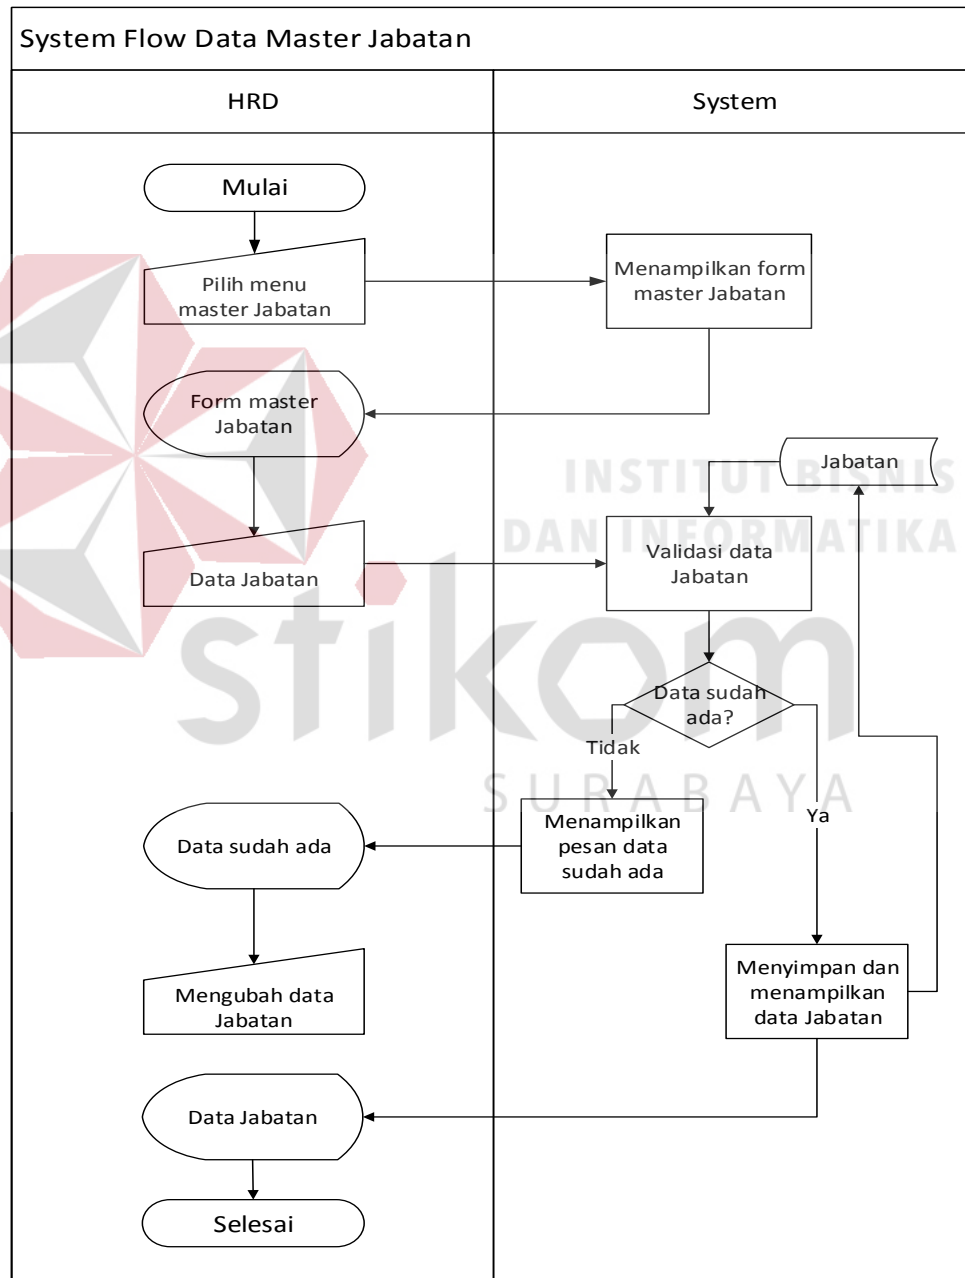 System Flow Data Master Jabatan
HRD
System
Mulai
Pilih menu
master Jabatan
Menampilkan form
master Jabatan
Form master
Jabatan
Jabatan
INSTITUT BISNIS
DAN INFORMATIKA
Data Jabatan
Validasi data
Jabatan
stikom
Data sudah
ada?
Tidak
SURABAYA
Ya
Data sudah ada
Menampilkan
pesan data
sudah ada
Mengubah data
Jabatan
Menyimpan dan
menampilkan
data Jabatan
Data Jabatan
Selesai